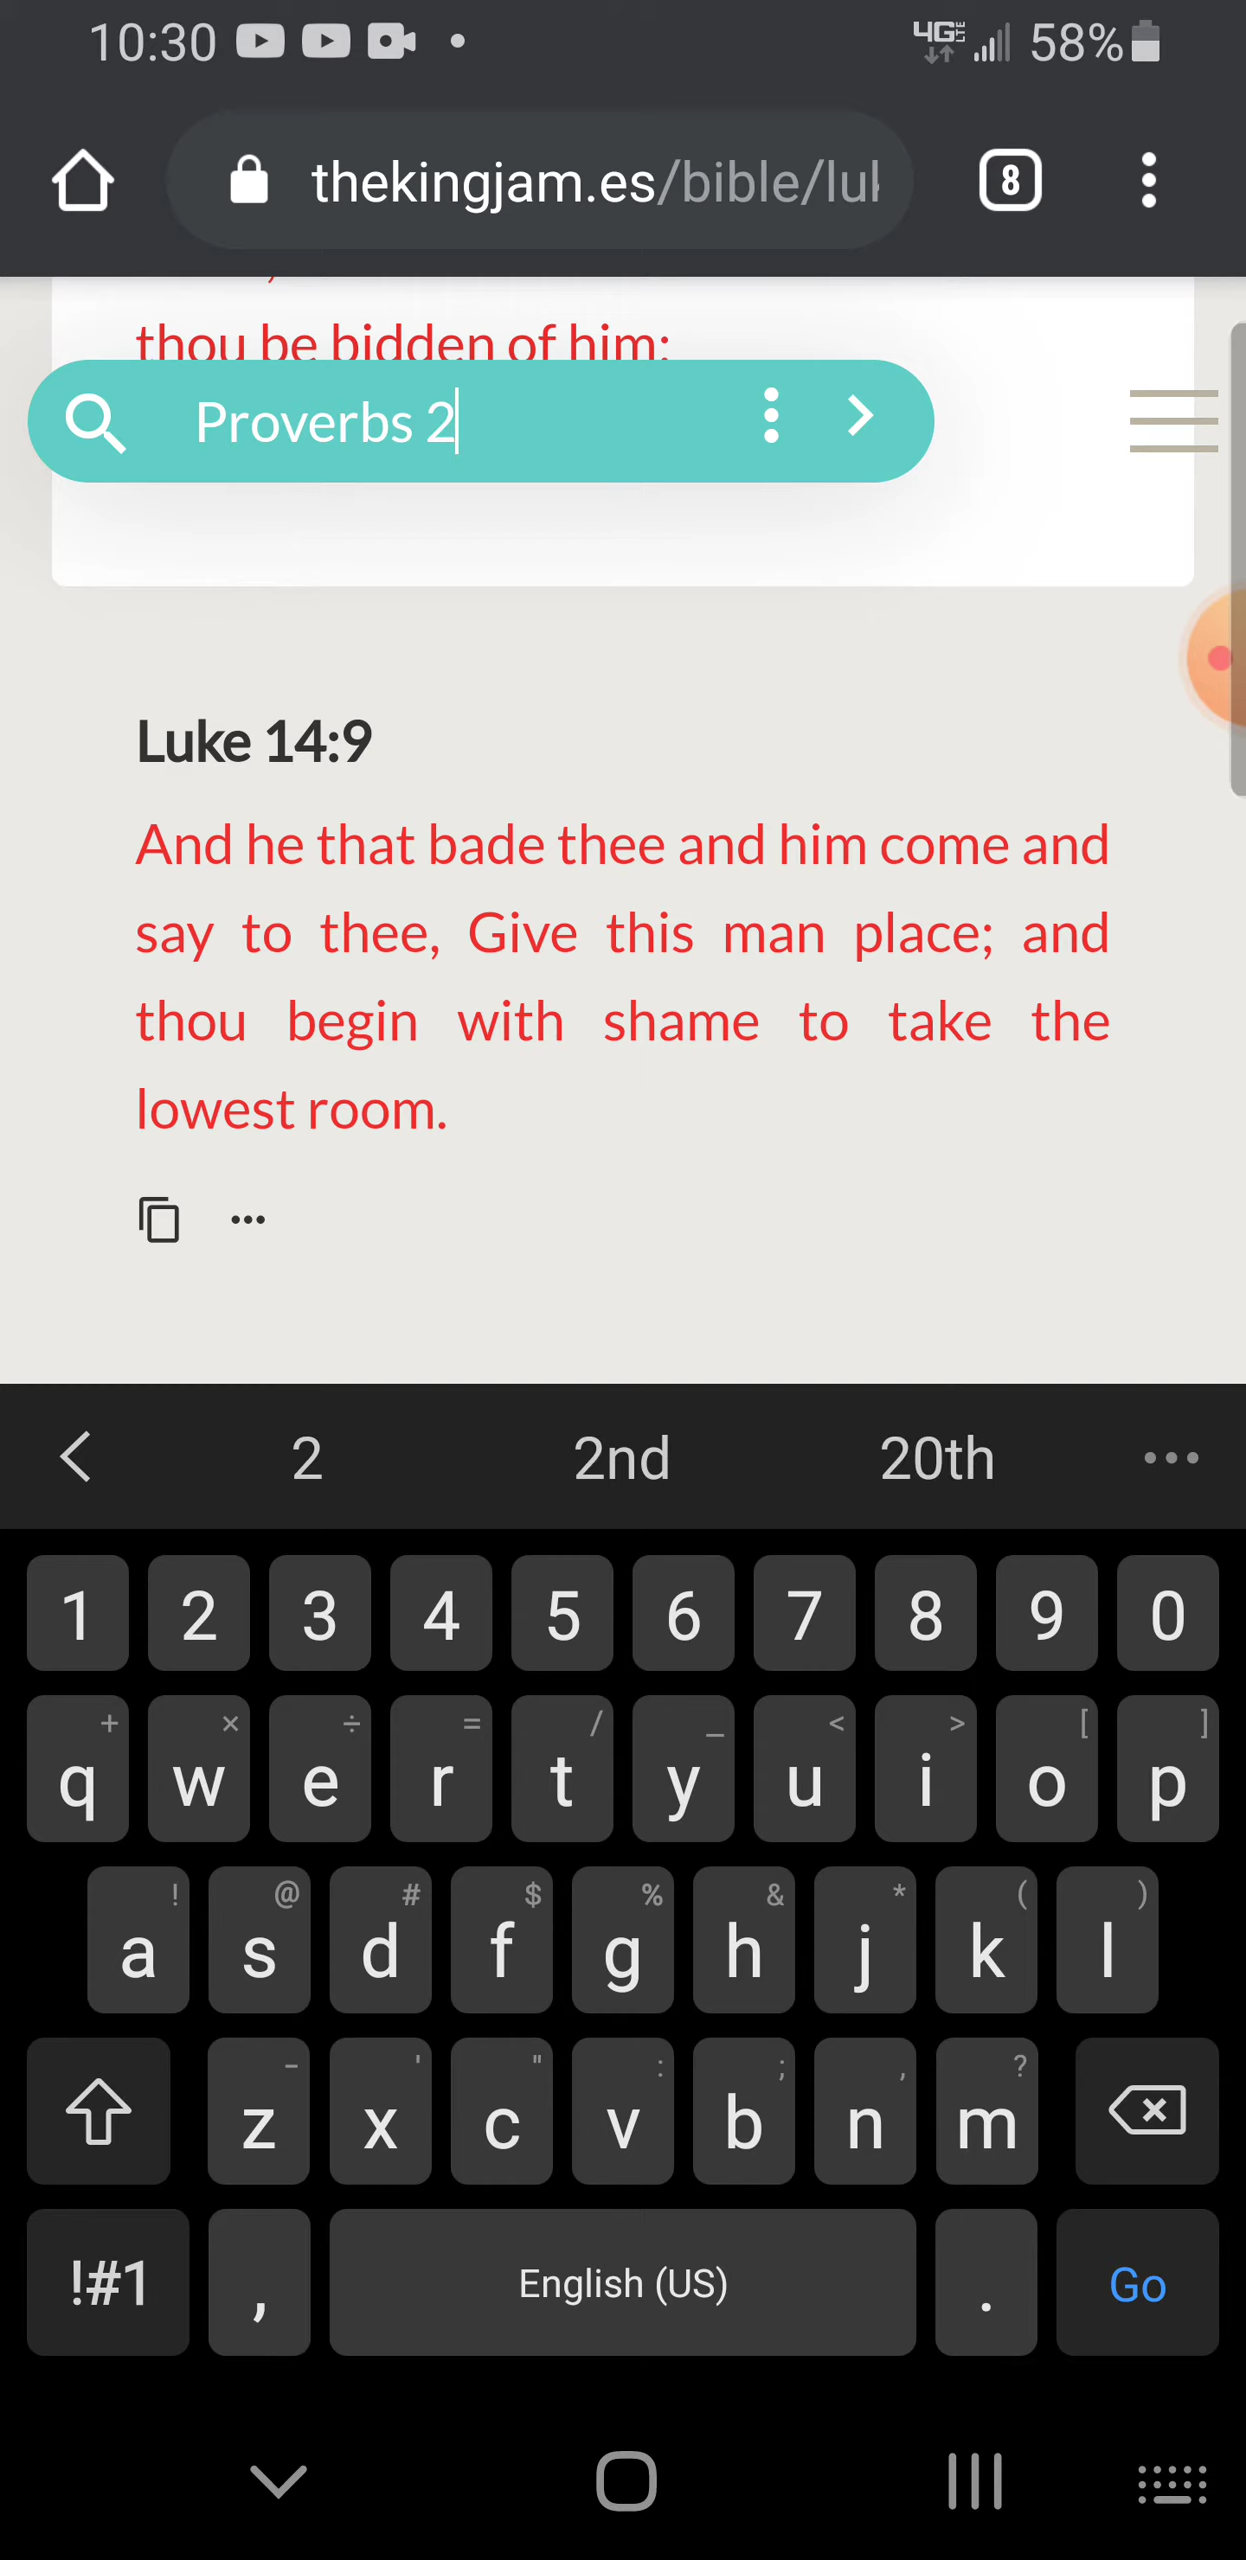 10:30 4G LTE 58%
thekingjam.es/bible/luk 8
thou be bidden of him;
Proverbs 2
Luke 14:9
And he that bade thee and him come and
say to thee, Give this man place; and
thou begin with shame to take the
lowest room.
2 2nd 20th
1 2 3 4 5 6 7 8 9 0
+ × ÷ = / _ < > [ ]
q w e r t y u i o p
! @ # $ % & * ( )
a s d f g h j k l
- ' " : ; , ?
z x c v b n m
!#1 , English (US) . Go